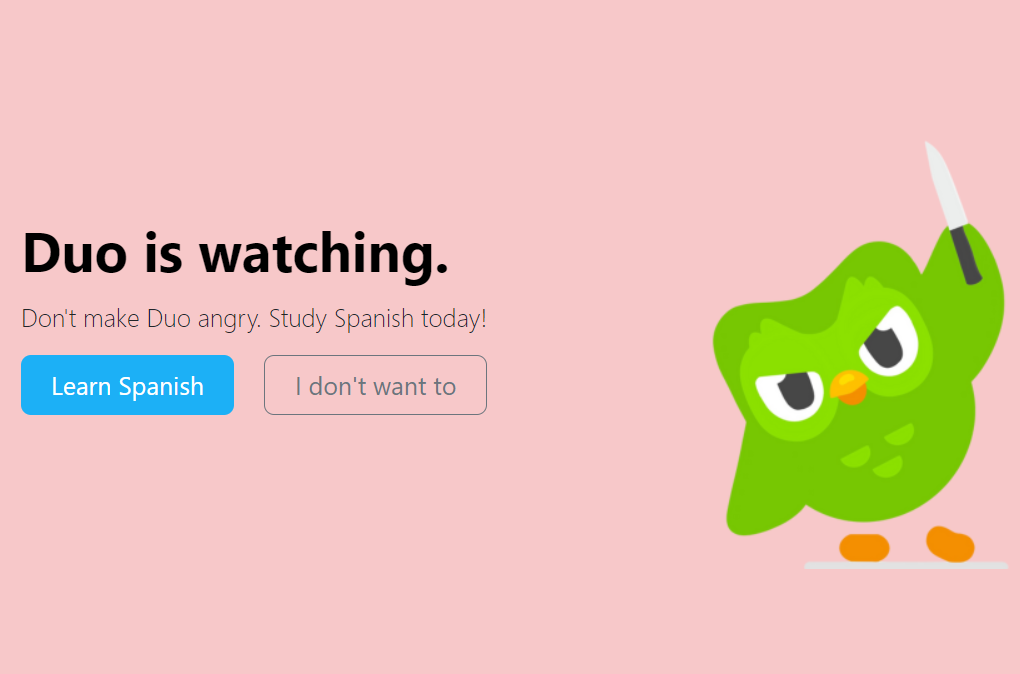 Duo is watching.
Don't make Duo angry. Study Spanish today!
Learn Spanish
I don't want to